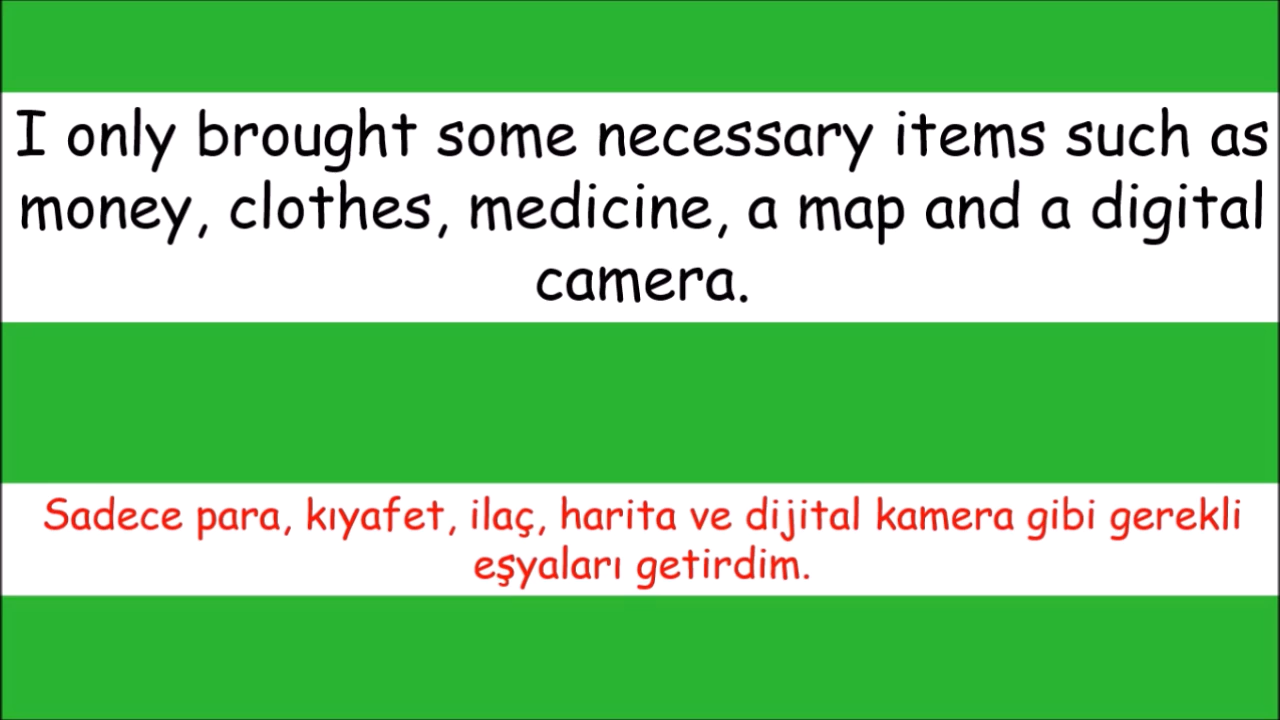 I only brought some necessary items such as
money, clothes, medicine, a map and a digital
camera.
Sadece para, kıyafet, ilaç, harita ve dijital kamera gibi gerekli
eşyaları getirdim.